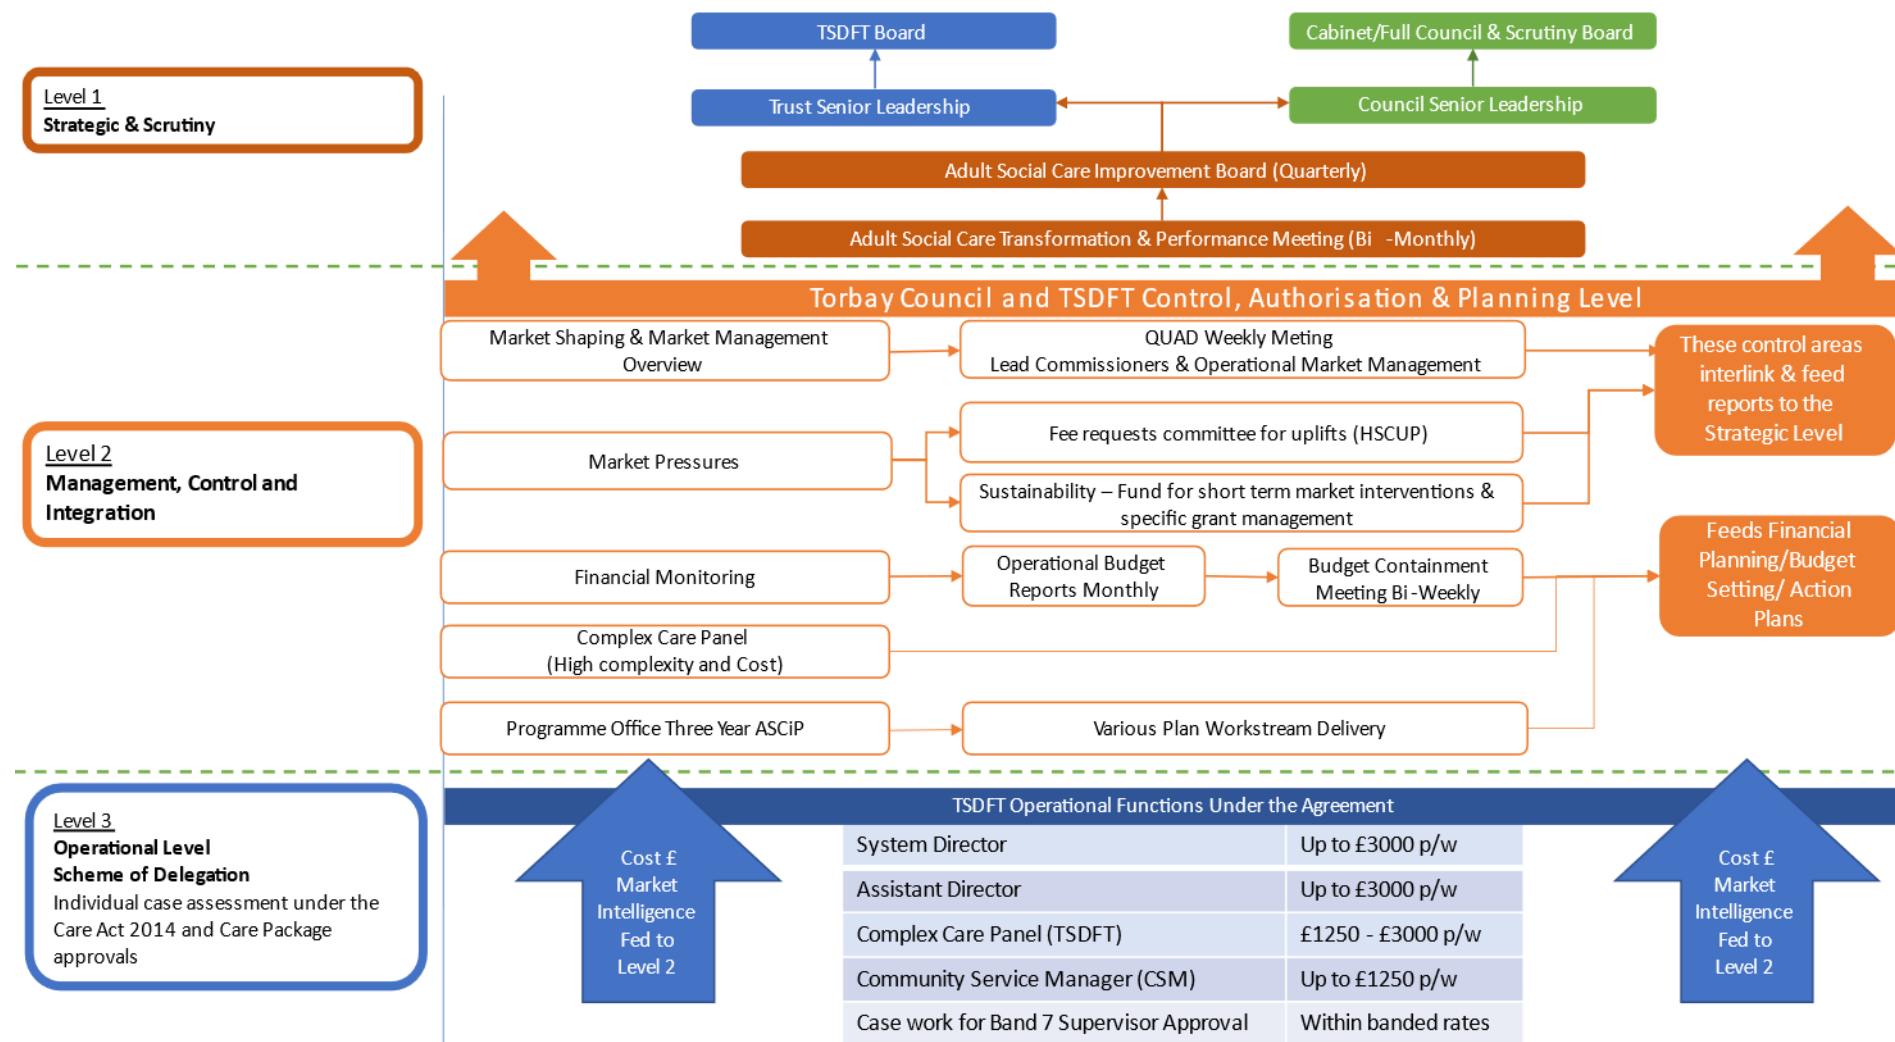 TSDFT Board
Cabinet/Full Council & Scrutiny Board
Level 1
Strategic & Scrutiny
Trust Senior Leadership
Council Senior Leadership
Adult Social Care Improvement Board (Quarterly)
Adult Social Care Transformation & Performance Meeting (Bi -Monthly)
Torbay Council and TSDFT Control, Authorisation & Planning Level
Level 2
Management, Control and
Integration
Market Shaping & Market Management
Overview
QUAD Weekly Meting
Lead Commissioners & Operational Market Management
These control areas
interlink & feed
reports to the
Strategic Level
Market Pressures
Fee requests committee for uplifts (HSCUP)
Sustainability – Fund for short term market interventions &
specific grant management
Financial Monitoring
Operational Budget
Reports Monthly
Budget Containment
Meeting Bi-Weekly
Feeds Financial
Planning/Budget
Setting/ Action
Plans
Complex Care Panel
(High complexity and Cost)
Programme Office Three Year ASCiP
Various Plan Workstream Delivery
Level 3
Operational Level
Scheme of Delegation
Individual case assessment under the
Care Act 2014 and Care Package
approvals
TSDFT Operational Functions Under the Agreement
Cost £
Market
Intelligence
Fed to
Level 2
System Director Up to £3000 p/w
Assistant Director Up to £3000 p/w
Complex Care Panel (TSDFT) £1250 - £3000 p/w
Community Service Manager (CSM) Up to £1250 p/w
Case work for Band 7 Supervisor Approval Within banded rates
Cost £
Market
Intelligence
Fed to
Level 2